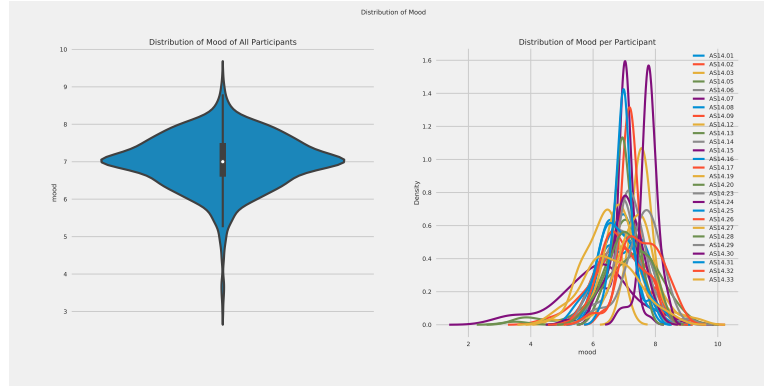 Distribution of Mood
Distribution of Mood of All Participants
10
9
8
7
6
5
4
3
mood
Distribution of Mood per Participant
1.6
1.4
1.2
1.0
0.8
0.6
0.4
0.2
0.0
Density
2 4 6 8 10
mood
AS14.01
AS14.02
AS14.03
AS14.05
AS14.06
AS14.07
AS14.08
AS14.09
AS14.12
AS14.13
AS14.14
AS14.15
AS14.16
AS14.17
AS14.19
AS14.20
AS14.23
AS14.24
AS14.25
AS14.26
AS14.27
AS14.28
AS14.29
AS14.30
AS14.31
AS14.32
AS14.33